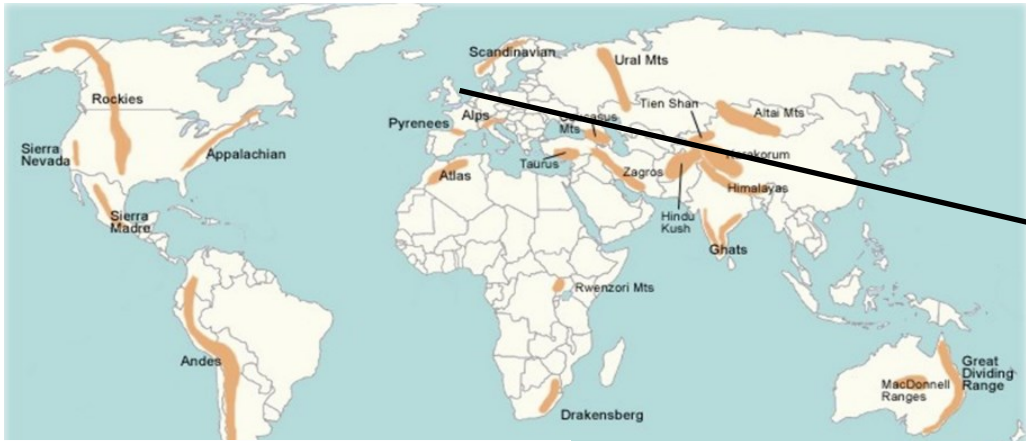 Scandinavian
Ural Mts
Rockies
Tien Shan
Altai Mts
Alps
Pyrenees
Mts
Sierra
Nevada
Appalachian
Taurus
Zagros
Atlas
Himalayas
Sierra
Madre
Hindu
Kush
Ghats
Rwenzori Mts
Andes
Great
Dividing
Range
MacDonnell
Ranges
Drakensberg